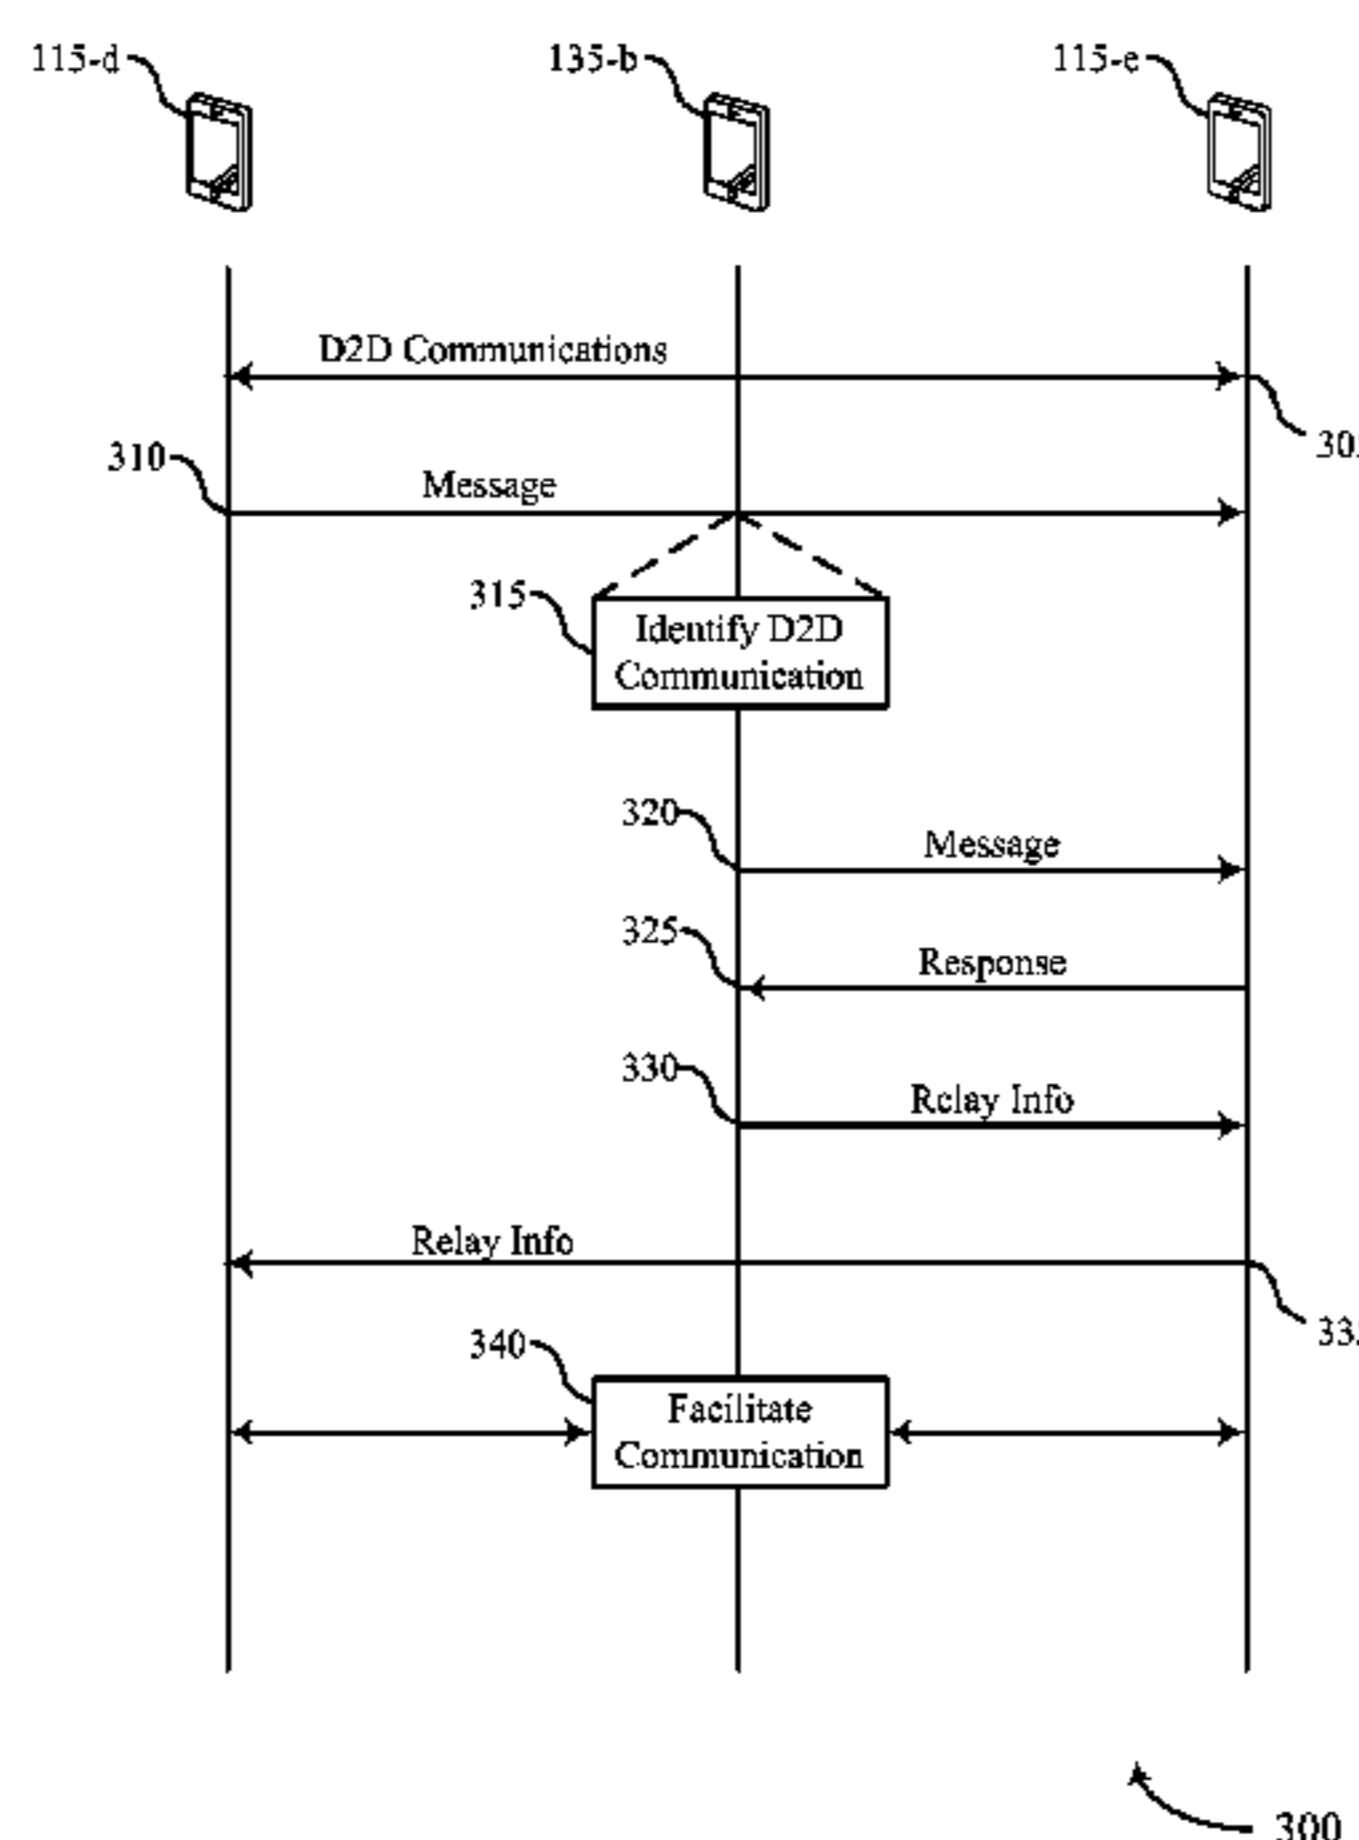 115-d
135-b
115-e
D2D Communications
310
Message
315
Identify D2D
Communication
320
Message
325
Response
330
Relay Info
Relay Info
340
Facilitate
Communication
300